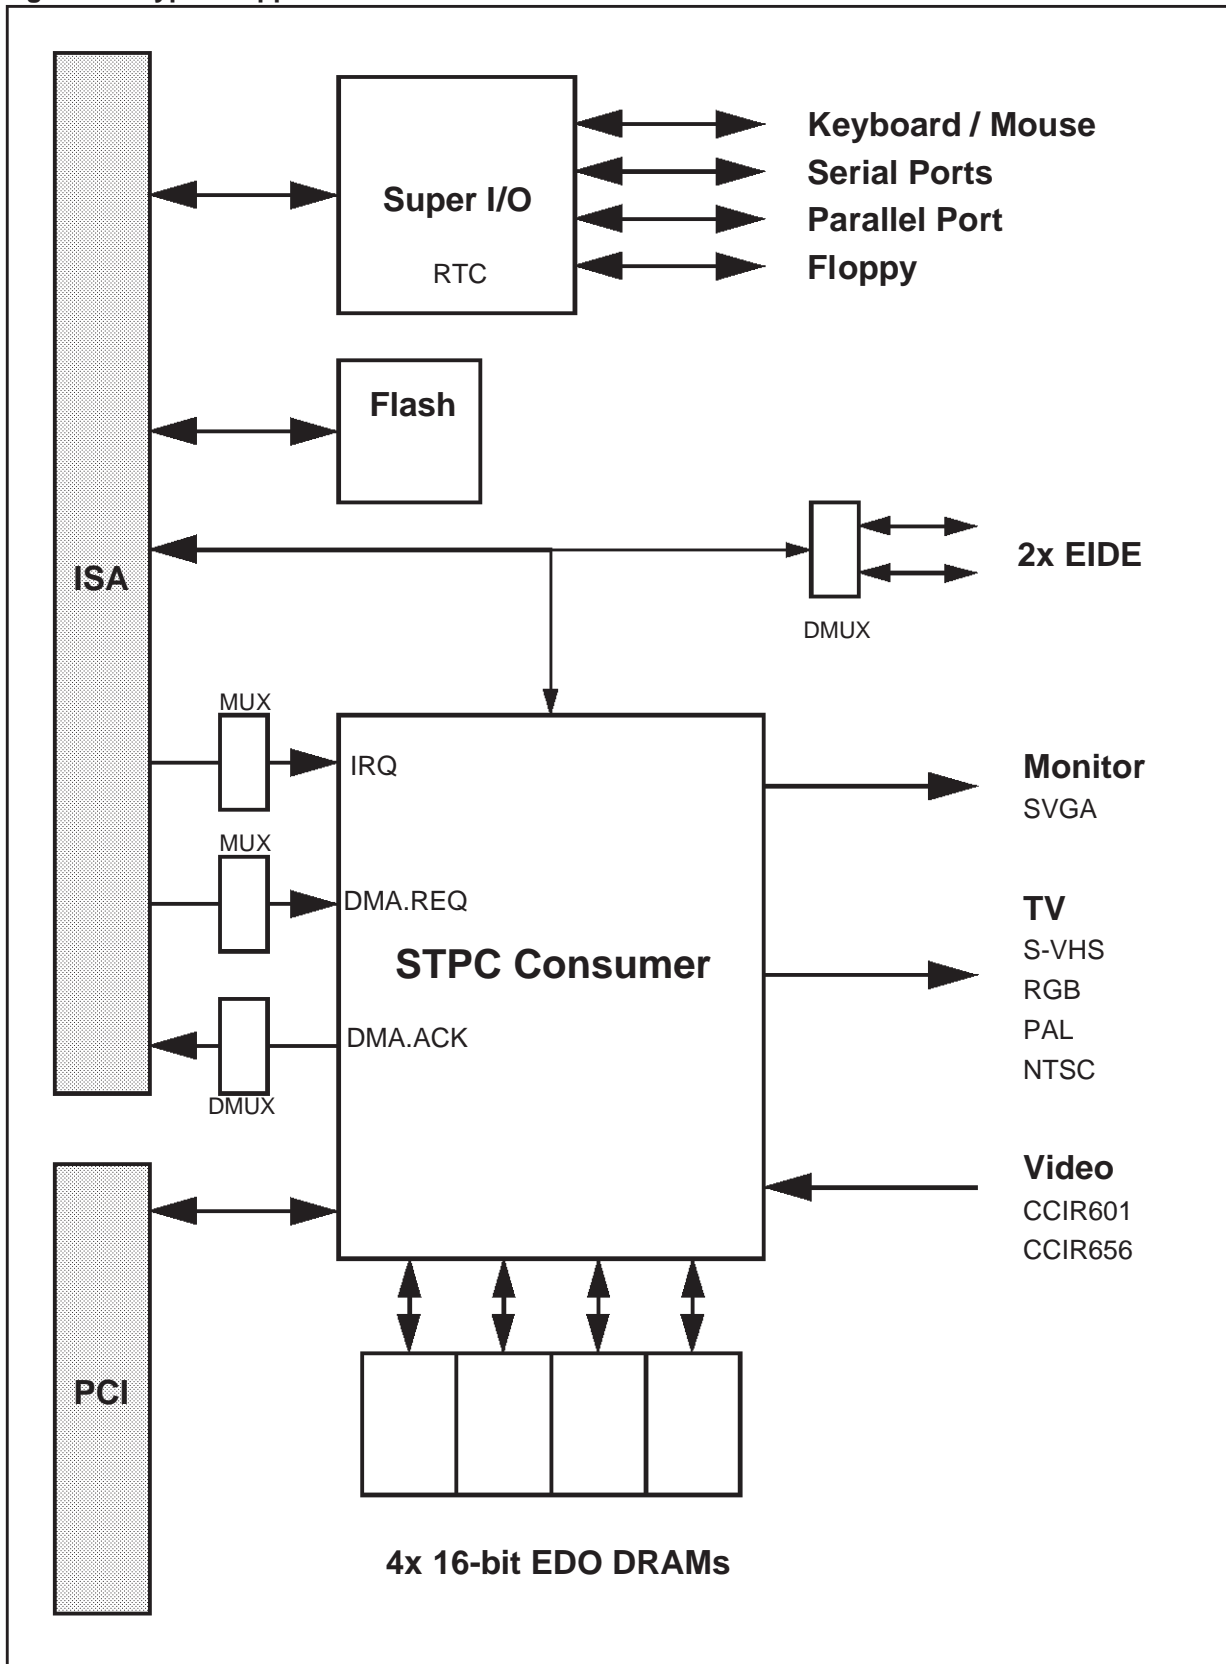 Keyboard / Mouse
Serial Ports
Super I/O
Parallel Port
RTC
Floppy
Flash
2x EIDE
ISA
DMUX
MUX
IRQ
Monitor
SVGA
MUX
DMA.REQ
TV
STPC Consumer
S-VHS
RGB
DMA.ACK
PAL
NTSC
DMUX
Video
CCIR601
CCIR656
PCI
4x 16-bit EDO DRAMs